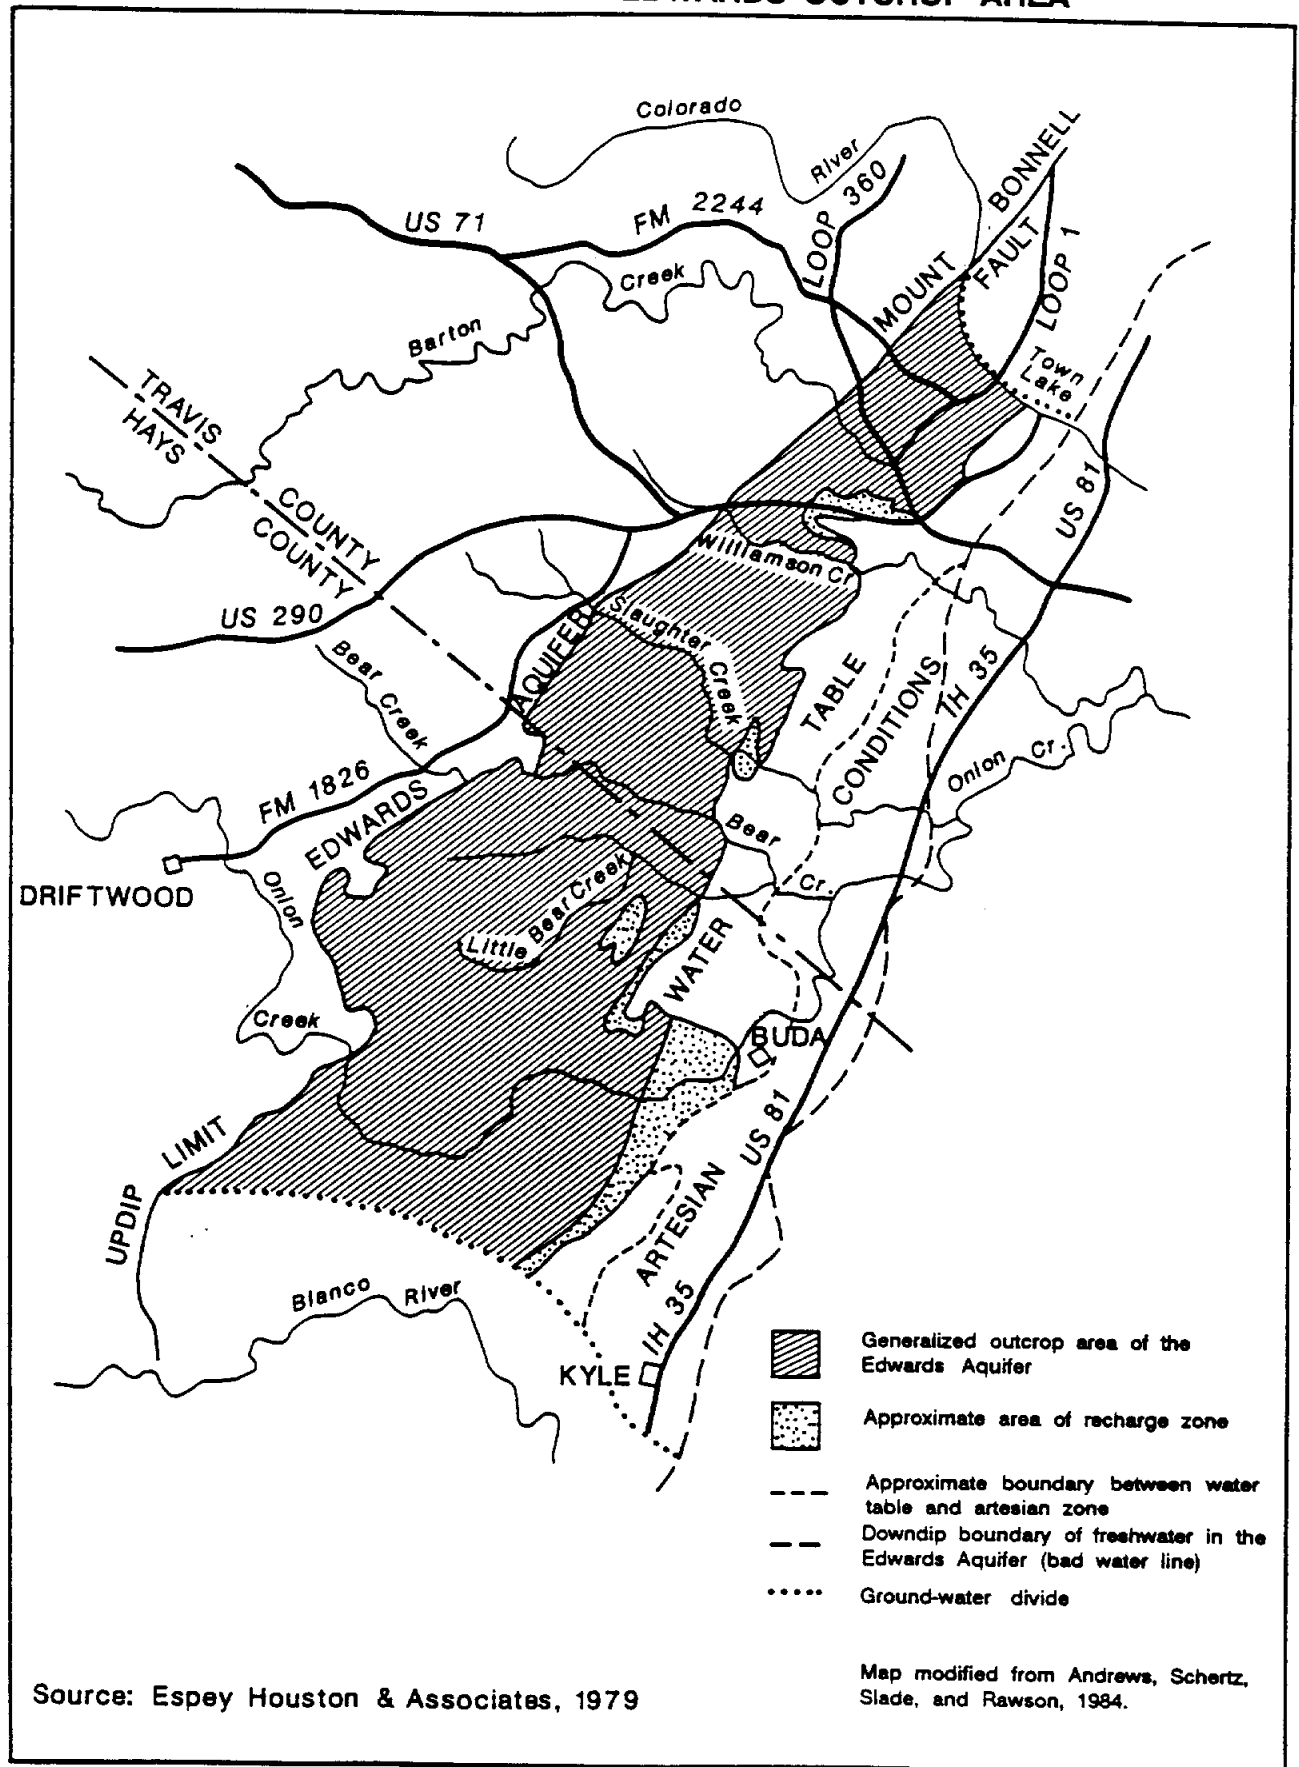 EDWARDS OUTCROP AREA
Colorado
River
BONNELL
LOOP 360
FM 2244
US 71
MOUNT
FAULT
LOOP 1
Creek
Barton
Town
Lake
TRAVIS
HAYS
COUNTY
COUNTY
US 81
Williamson Cr
US 290
Slaughter
Creek
AQUIFER
TABLE
CONDITIONS
IH 35
Bear
Creek
Onion Cr.
FM 1826
EDWARDS
Bear
Cr.
DRIFTWOOD
Onion
Creek
Little Bear Creek
WATER
BUDA
US 81
LIMIT
UPDIP
ARTESIAN
IH 35
Blanco River
KYLE
Generalized outcrop area of the
Edwards Aquifer
Approximate area of recharge zone
Approximate boundary between water
table and artesian zone
Downdip boundary of freshwater in the
Edwards Aquifer (bad water line)
Ground-water divide
Map modified from Andrews, Schertz,
Slade, and Rawson, 1984.
Source: Espey Houston & Associates, 1979